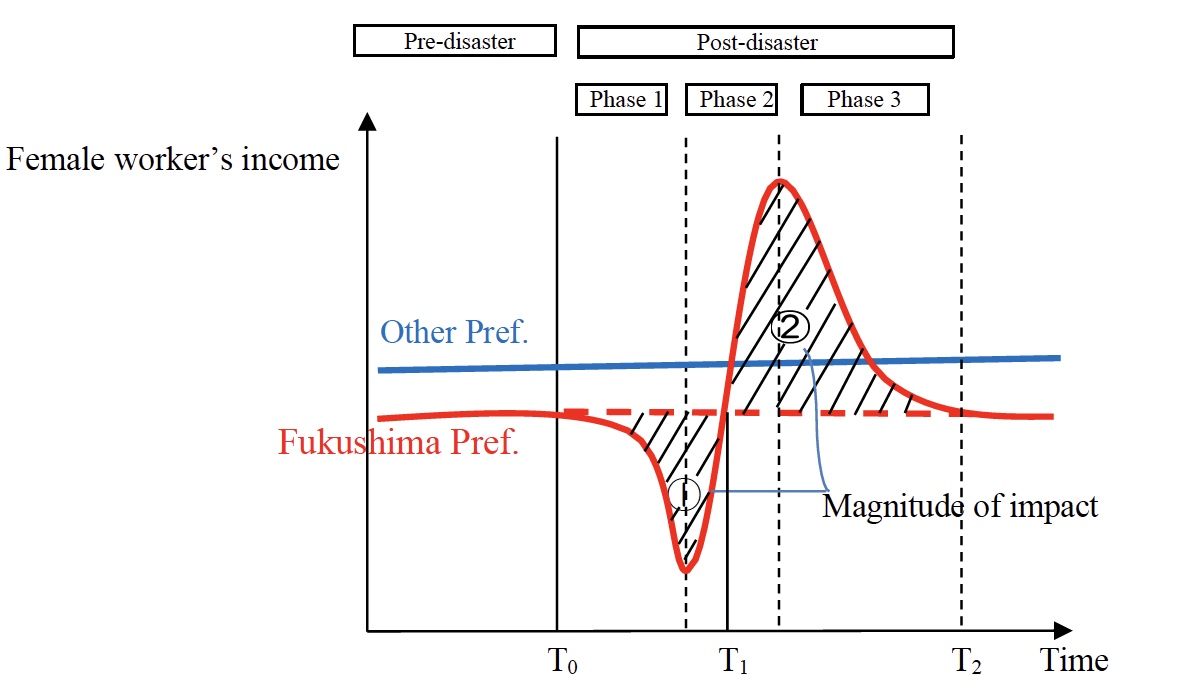 Pre-disaster
Post-disaster
Phase 1
Phase 2
Phase 3
Female worker’s income
Other Pref.
②
Fukushima Pref.
①
Magnitude of impact
T₀
T₁
T₂
Time